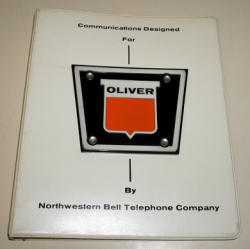 Communications Designed
For
OLIVER
By
Northwestern Bell Telephone Company